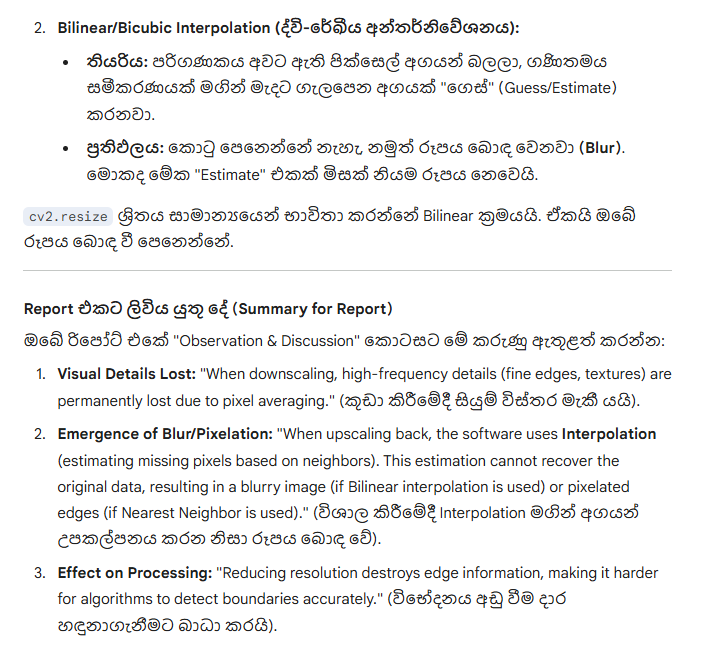 2. Bilinear/Bicubic Interpolation (ද්වි-රේඛීය අන්තර්නිවේශනය):
• තියරිය: පරිගණකය අවට ඇති පික්සෙල් අගයන් බලලා, ගණිතමය
සමීකරණයක් මගින් මැදට ගැලපෙන අගයක් "ගෙස්" (Guess/Estimate)
කරනවා.
• ප්‍රතිඵලය: කොටු පෙනෙන්නේ නැහැ, නමුත් රූපය බොඳ වෙනවා (Blur).
මොකද මේක "Estimate" එකක් මිසක් නියම රූපය නෙවෙයි.
cv2.resize ශ්‍රිතය සාමාන්‍යයෙන් භාවිතා කරන්නේ Bilinear ක්‍රමයයි. ඒකයි ඔබේ
රූපය බොඳ වී පෙනෙන්නේ.
Report එකට ලිවිය යුතු දේ (Summary for Report)
ඔබේ රිපෝට් එකේ "Observation & Discussion" කොටසට මේ කරුණු ඇතුළත් කරන්න:
1. Visual Details Lost: "When downscaling, high-frequency details (fine edges, textures) are
permanently lost due to pixel averaging." (කුඩා කිරීමේදී සියුම් විස්තර මැකී යයි).
2. Emergence of Blur/Pixelation: "When upscaling back, the software uses Interpolation
(estimating missing pixels based on neighbors). This estimation cannot recover the
original data, resulting in a blurry image (if Bilinear interpolation is used) or pixelated
edges (if Nearest Neighbor is used)." (විශාල කිරීමේදී Interpolation මගින් අගයන්
උපකල්පනය කරන නිසා රූපය බොඳ වේ).
3. Effect on Processing: "Reducing resolution destroys edge information, making it harder
for algorithms to detect boundaries accurately." (විභේදනය අඩු වීම දාර
හඳුනාගැනීමට බාධා කරයි).